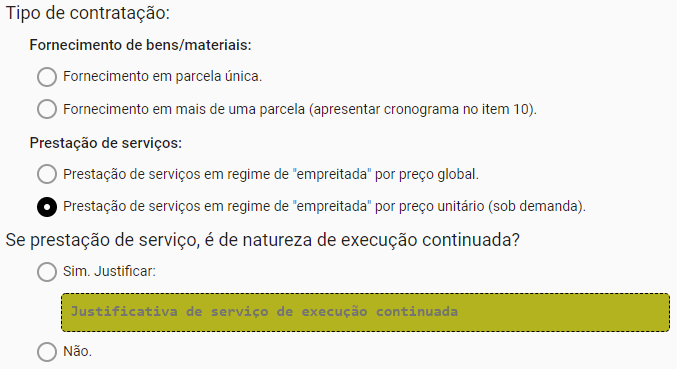 Tipo de contratação:
Fornecimento de bens/materiais:
Fornecimento em parcela única.
Fornecimento em mais de uma parcela (apresentar cronograma no item 10).
Prestação de serviços:
Prestação de serviços em regime de "empreitada" por preço global.
Prestação de serviços em regime de "empreitada" por preço unitário (sob demanda).
Se prestação de serviço, é de natureza de execução continuada?
Sim. Justificar:
Justificativa de serviço de execução continuada
Não.